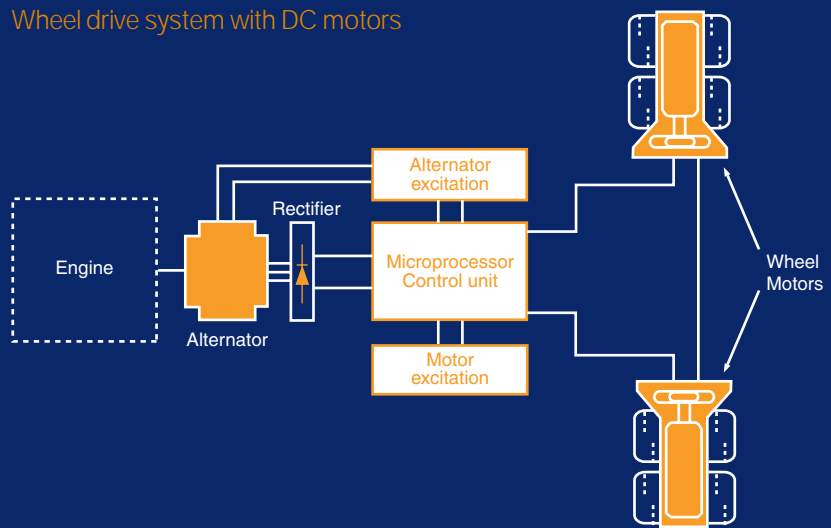 Wheel drive system with DC motors
Alternator
excitation
Rectifier
Engine
Microprocessor
Control unit
Wheel
Motors
Alternator
Motor
excitation